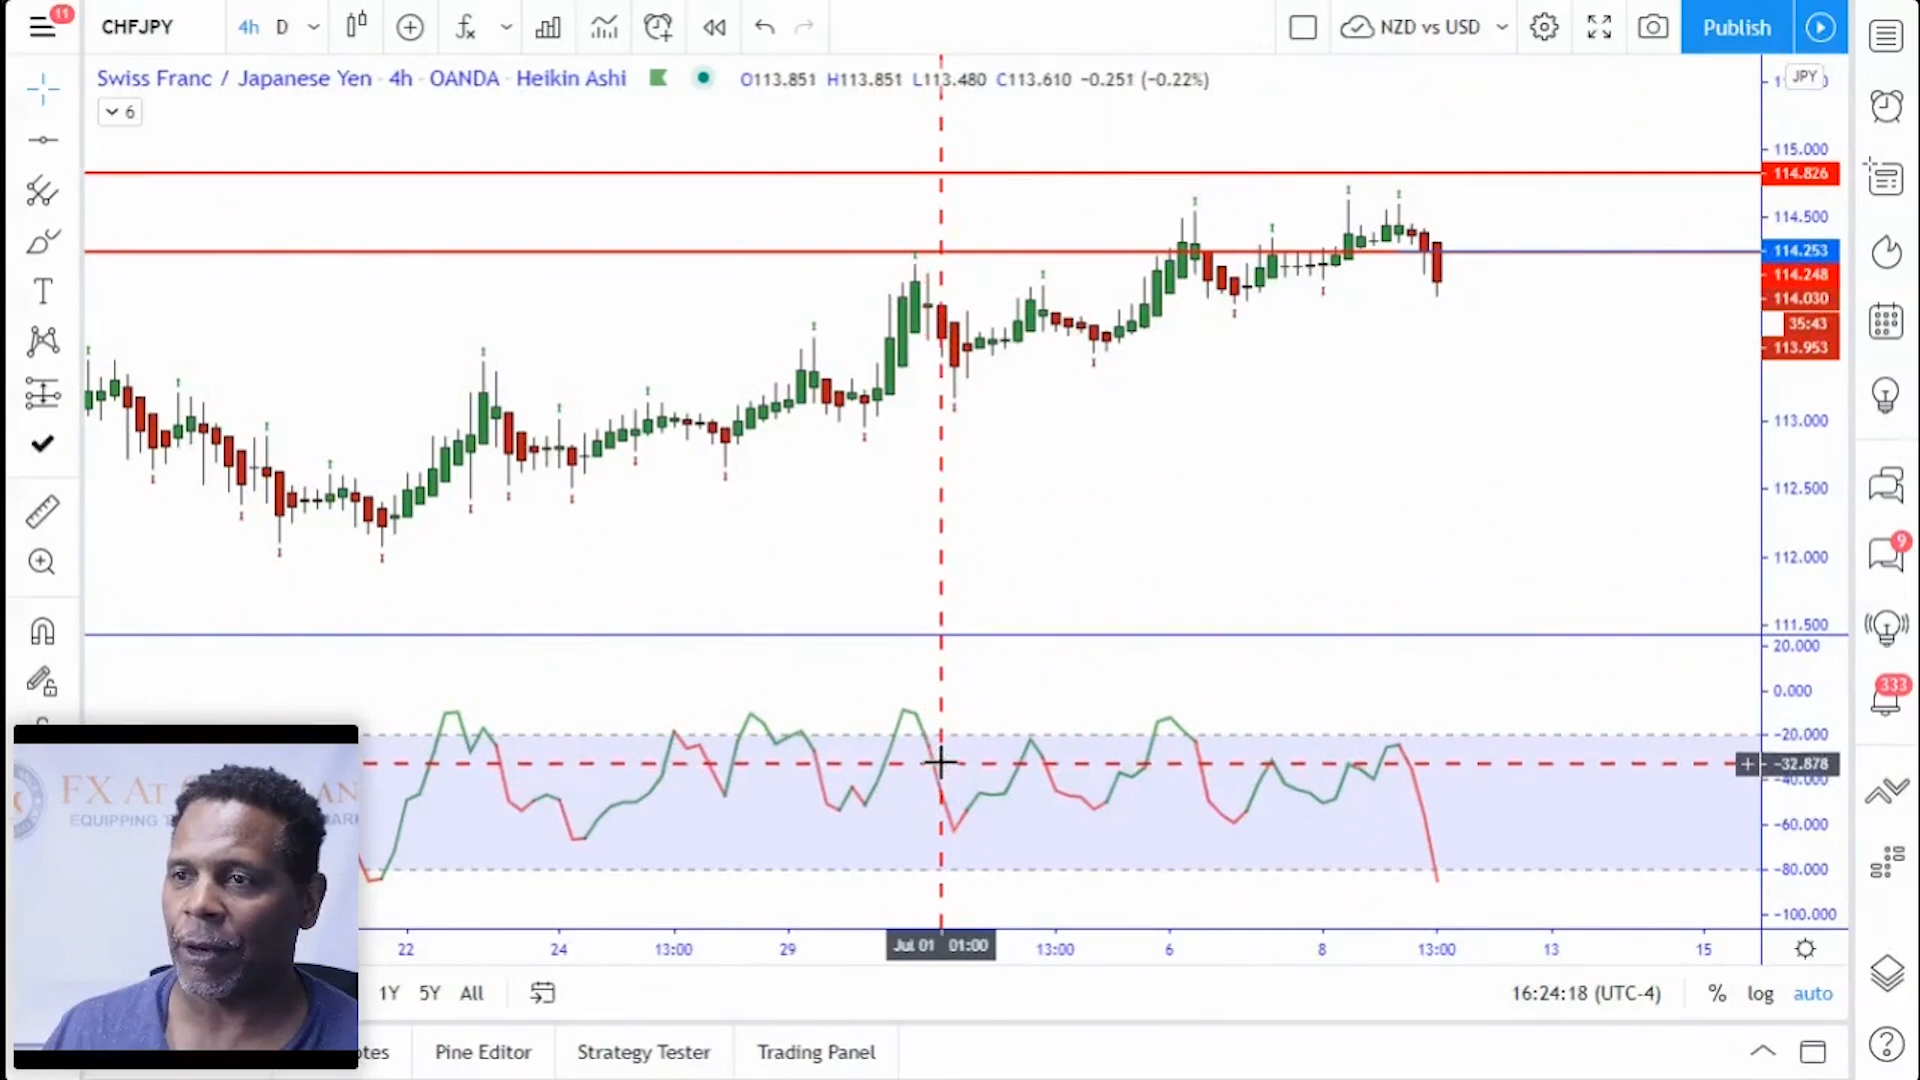 11
CHFJPY
4h
D
NZD vs USD
Publish
Swiss Franc / Japanese Yen · 4h · OANDA · Heikin Ashi
O113.851 H113.851 L113.480 C113.610 −0.251 (−0.22%)
6
JPY
115.000
114.826
114.500
114.253
114.248
114.030
35:43
113.953
113.000
112.500
112.000
111.500
20.000
0.000
−20.000
−32.878
−40.000
−60.000
−80.000
−100.000
9
333
FX At
EQUIPPING
22
24
13:00
29
Jul 01 01:00
13:00
6
8
13:00
13
15
1Y
5Y
All
16:24:18 (UTC-4)
%
log
auto
Pine Editor
Strategy Tester
Trading Panel